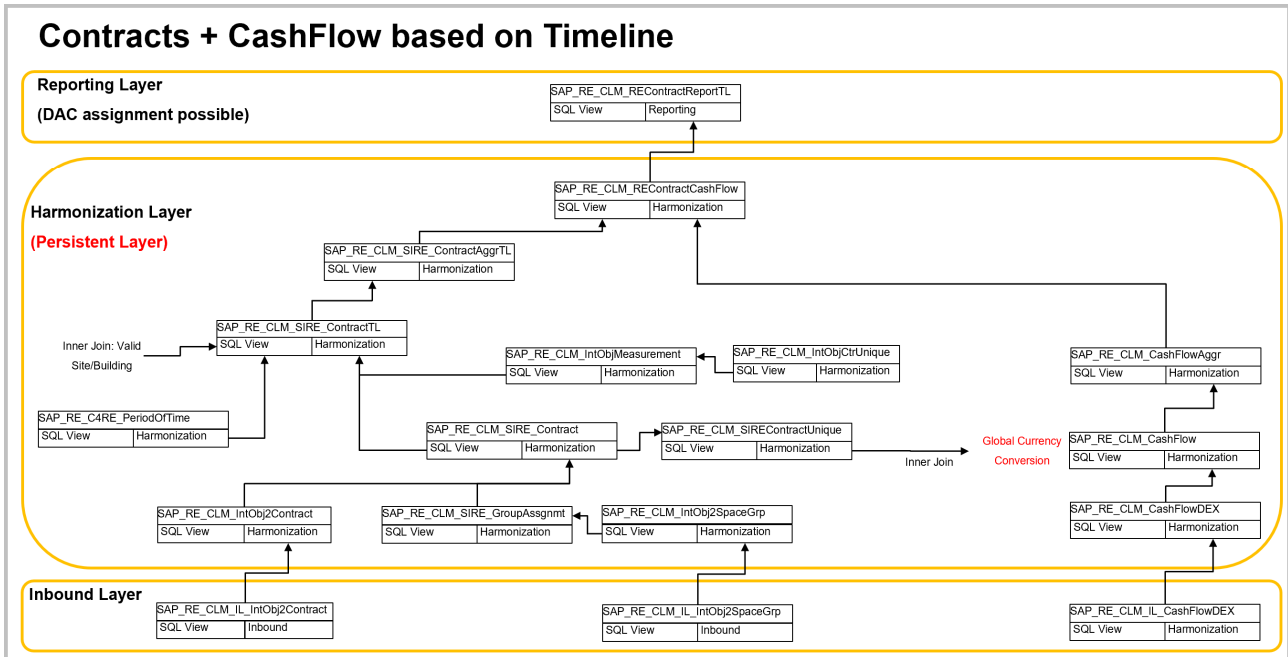 Contracts + CashFlow based on Timeline
Reporting Layer
(DAC assignment possible)
SAP_RE_CLM_REContractReportTL
SQL View
Reporting
Harmonization Layer
(Persistent Layer)
SAP_RE_CLM_REContractCashFlow
SQL View
Harmonization
SAP_RE_CLM_SIRE_ContractAggrTL
SQL View
Harmonization
Inner Join: Valid
Site/Building
SAP_RE_CLM_SIRE_ContractTL
SQL View
Harmonization
SAP_RE_CLM_IntObjMeasurement
SQL View
Harmonization
SAP_RE_CLM_IntObjCtrUnique
SQL View
Harmonization
SAP_RE_CLM_CashFlowAggr
SQL View
Harmonization
SAP_RE_C4RE_PeriodOfTime
SQL View
Harmonization
SAP_RE_CLM_SIRE_Contract
SQL View
Harmonization
SAP_RE_CLM_SIREContractUnique
SQL View
Harmonization
Inner Join
Global Currency
Conversion
SAP_RE_CLM_CashFlow
SQL View
Harmonization
SAP_RE_CLM_IntObj2Contract
SQL View
Harmonization
SAP_RE_CLM_SIRE_GroupAssgnmt
SQL View
Harmonization
SAP_RE_CLM_IntObj2SpaceGrp
SQL View
Harmonization
SAP_RE_CLM_CashFlowDEX
SQL View
Harmonization
Inbound Layer
SAP_RE_CLM_IL_IntObj2Contract
SQL View
Inbound
SAP_RE_CLM_IL_IntObj2SpaceGrp
SQL View
Inbound
SAP_RE_CLM_IL_CashFlowDEX
SQL View
Harmonization